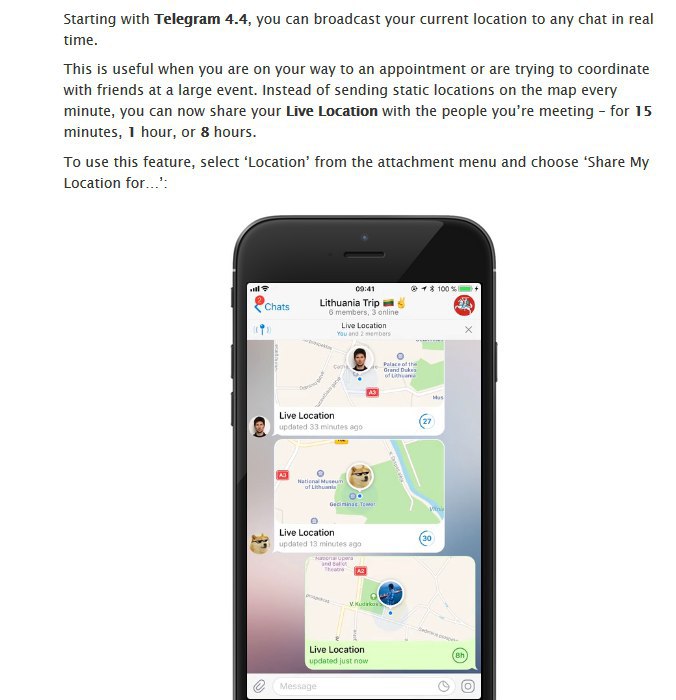 Starting with Telegram 4.4, you can broadcast your current location to any chat in real
time.
This is useful when you are on your way to an appointment or are trying to coordinate
with friends at a large event. Instead of sending static locations on the map every
minute, you can now share your Live Location with the people you’re meeting – for 15
minutes, 1 hour, or 8 hours.
To use this feature, select ‘Location’ from the attachment menu and choose ‘Share My
Location for…’:
09:41
100 %
2
Chats
Lithuania Trip 🇱🇹✌
6 members, 3 online
Live Location
You and 2 members
Palace of the
Grand Dukes
of Lithuania
A3
Mus
Live Location
updated 33 minutes ago
27
A3
National Museum
of Lithuania
Gediminas Tower
Live Location
updated 13 minutes ago
30
National Opera
and Ballet
Theatre
A2
V. Kudirkos
Live Location
updated just now
8h
Message